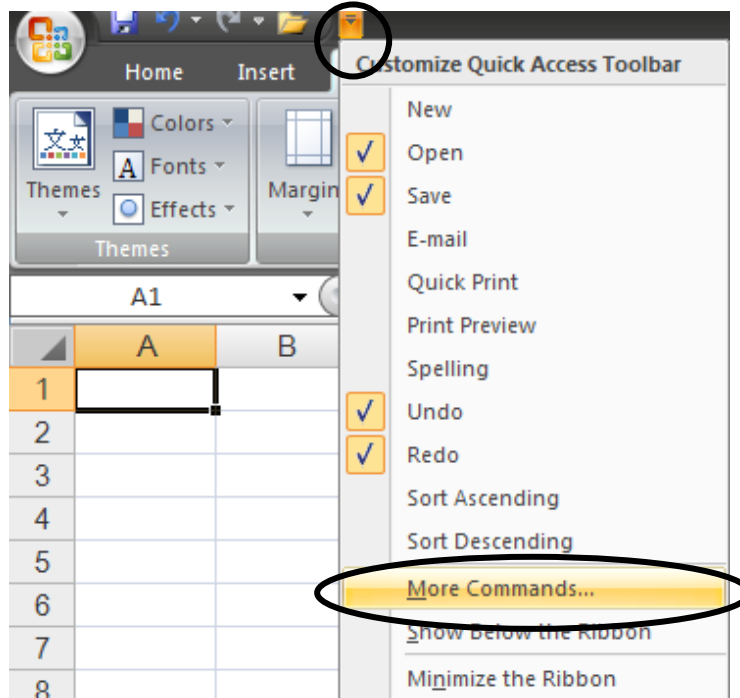 Home Insert
Customize Quick Access Toolbar
New
Open
Save
E-mail
Quick Print
Print Preview
Spelling
Undo
Redo
Sort Ascending
Sort Descending
More Commands...
Show Below the Ribbon
Minimize the Ribbon
文文
Themes
Colors
A Fonts
Effects
Margin
Themes
A1
A B
1
2
3
4
5
6
7
8